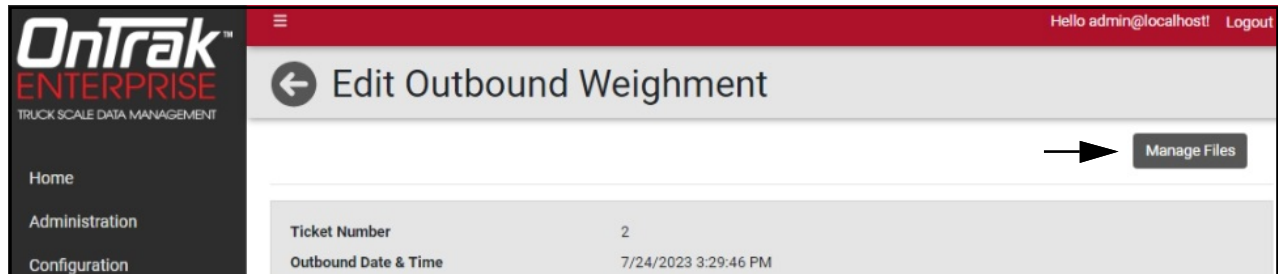 OnTrak™
ENTERPRISE
TRUCK SCALE DATA MANAGEMENT
Home
Administration
Configuration
Hello admin@localhost! Logout
Edit Outbound Weighment
Manage Files
Ticket Number 2
Outbound Date & Time 7/24/2023 3:29:46 PM